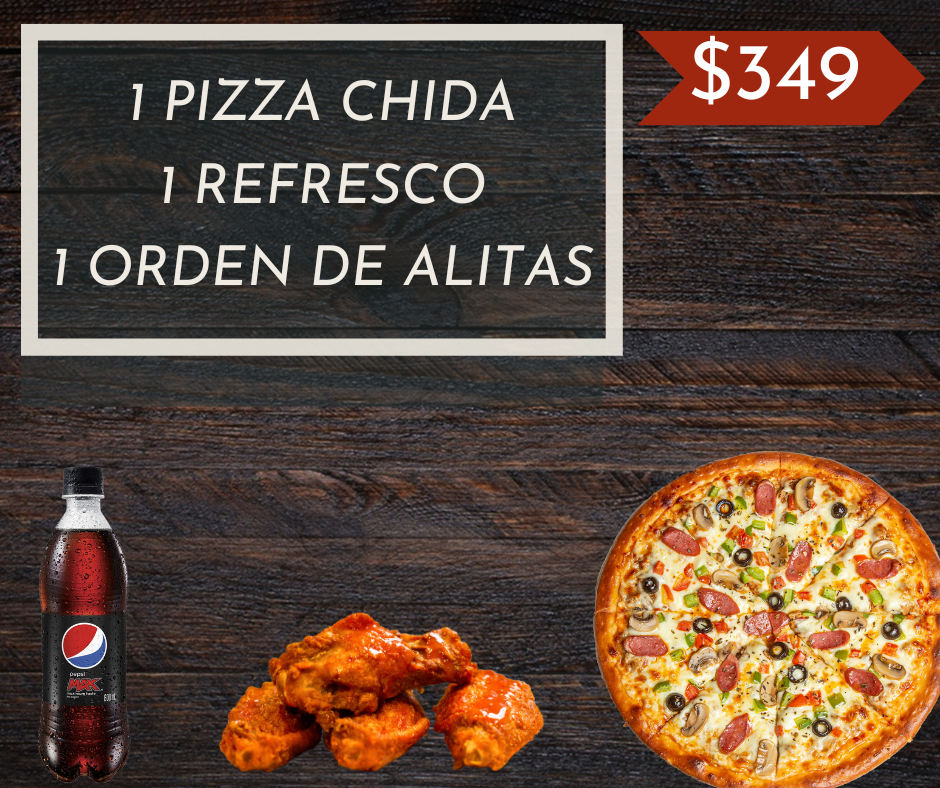 1 PIZZA CHIDA
1 REFRESCO
1 ORDEN DE ALITAS
$349
pepsi
MAX